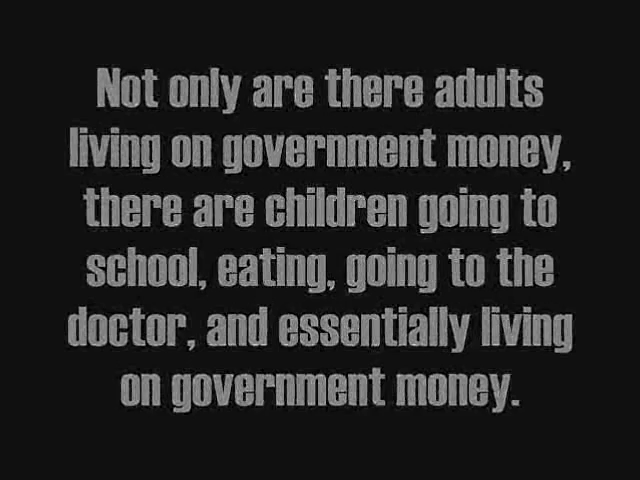 Not only are there adults
living on government money,
there are children going to
school, eating, going to the
doctor, and essentially living
on government money.